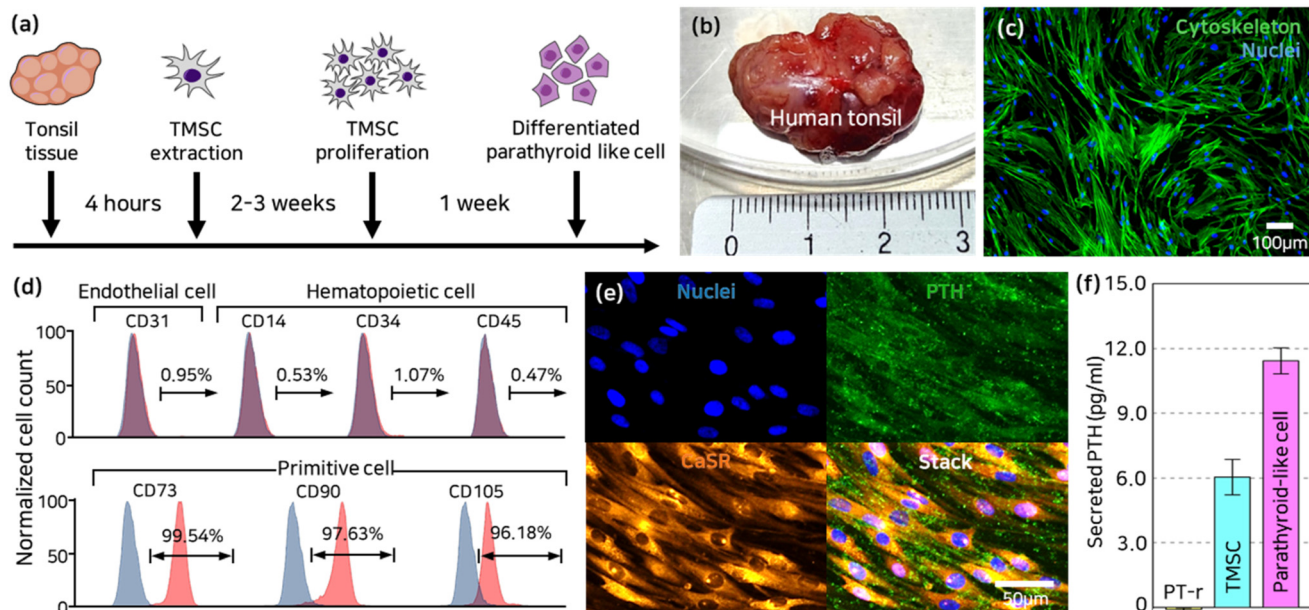 (a)
Tonsil
tissue
TMSC
extraction
TMSC
proliferation
Differentiated
parathyroid like cell
4 hours
2-3 weeks
1 week
(b)
Human tonsil
0 1 2 3
(c)
Cytoskeleton
Nuclei
100μm
(d)
Endothelial cell
Hematopoietic cell
CD31
CD14
CD34
CD45
Normalized cell count
100
50
0
0.95%
0.53%
1.07%
0.47%
Primitive cell
CD73
CD90
CD105
100
50
0
99.54%
97.63%
96.18%
(e)
Nuclei
PTH
CaSR
Stack
50μm
(f)
Secreted PTH (pg/ml)
15.0
12.0
9.0
6.0
3.0
0
PT-r
TMSC
Parathyroid-like cell